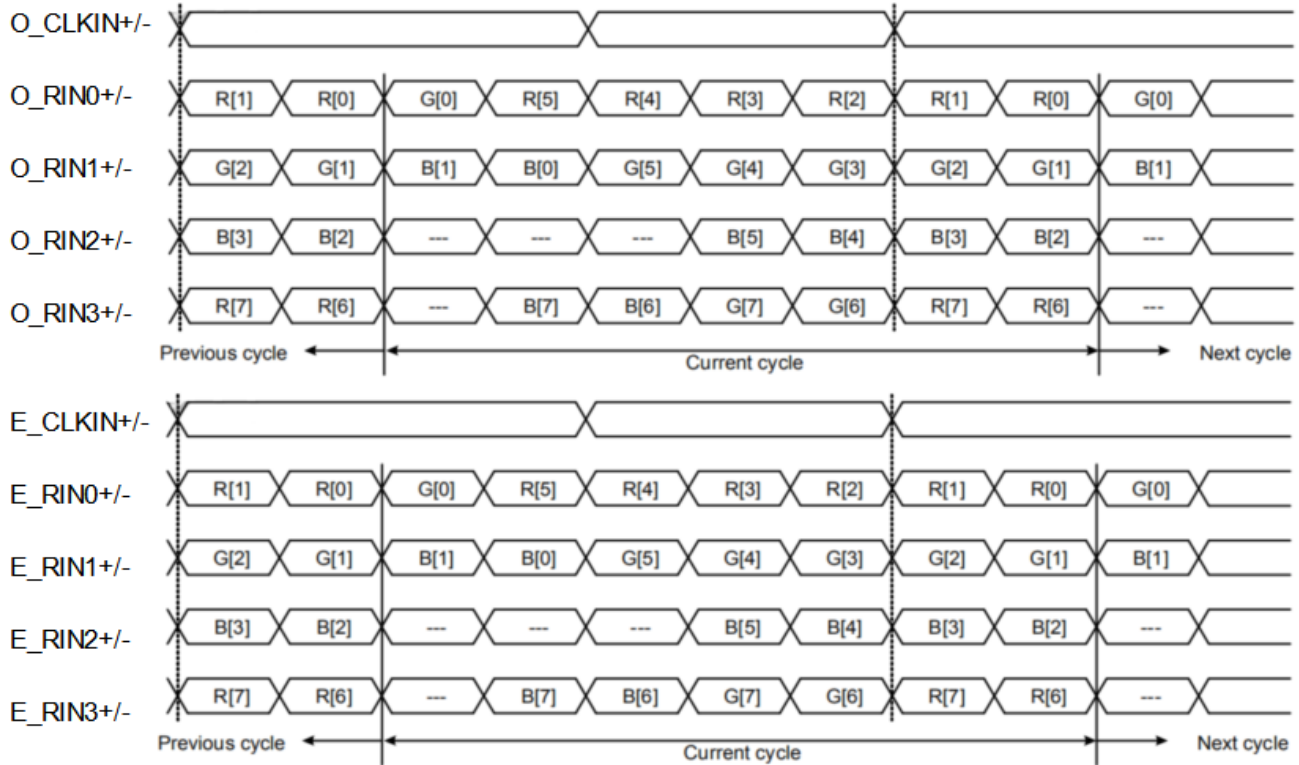 O_CLKIN+/-
O_RIN0+/- R[1] R[0] G[0] R[5] R[4] R[3] R[2] R[1] R[0] G[0]
O_RIN1+/- G[2] G[1] B[1] B[0] G[5] G[4] G[3] G[2] G[1] B[1]
O_RIN2+/- B[3] B[2] --- --- --- B[5] B[4] B[3] B[2] ---
O_RIN3+/- R[7] R[6] --- B[7] B[6] G[7] G[6] R[7] R[6] ---
Previous cycle Current cycle Next cycle
E_CLKIN+/-
E_RIN0+/- R[1] R[0] G[0] R[5] R[4] R[3] R[2] R[1] R[0] G[0]
E_RIN1+/- G[2] G[1] B[1] B[0] G[5] G[4] G[3] G[2] G[1] B[1]
E_RIN2+/- B[3] B[2] --- --- --- B[5] B[4] B[3] B[2] ---
E_RIN3+/- R[7] R[6] --- B[7] B[6] G[7] G[6] R[7] R[6] ---
Previous cycle Current cycle Next cycle